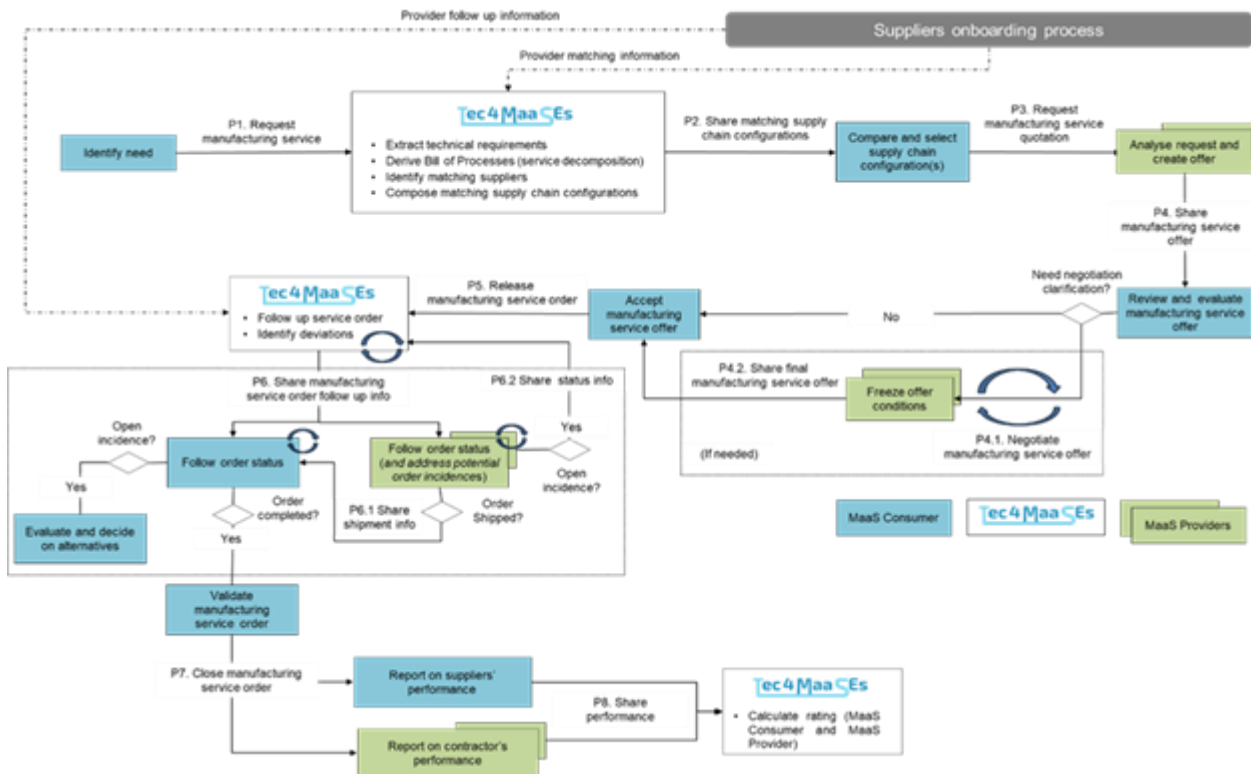 Provider follow up information
Suppliers onboarding process
Provider matching information
P1. Request
manufacturing service
Identify need
Tec4MaaSEs
• Extract technical requirements
• Derive Bill of Processes (service decomposition)
• Identify matching suppliers
• Compose matching supply chain configurations
P2. Share matching supply
chain configurations
Compare and select
supply chain
configuration(s)
P3. Request
manufacturing service
quotation
Analyse request and
create offer
P4. Share
manufacturing service
offer
Need negotiation
clarification?
Review and evaluate
manufacturing service
offer
No
Accept
manufacturing
service offer
P5. Release
manufacturing service order
Tec4MaaSEs
• Follow up service order
• Identify deviations
P4.2. Share final
manufacturing service offer
Freeze offer
conditions
P4.1. Negotiate
manufacturing service offer
(If needed)
P6. Share manufacturing
service order follow up info
P6.2 Share status info
Open
incidence?
Follow order status
Follow order status
(and address potential
order incidences)
Yes
Open
incidence?
Yes
Order
completed?
P6.1 Share
shipment info
Order
Shipped?
Evaluate and decide
on alternatives
Yes
MaaS Consumer
Tec4MaaSEs
MaaS Providers
Validate
manufacturing
service order
P7. Close manufacturing
service order
Report on suppliers'
performance
P8. Share
performance
Report on contractor's
performance
Tec4MaaSEs
• Calculate rating (MaaS
Consumer and MaaS
Provider)